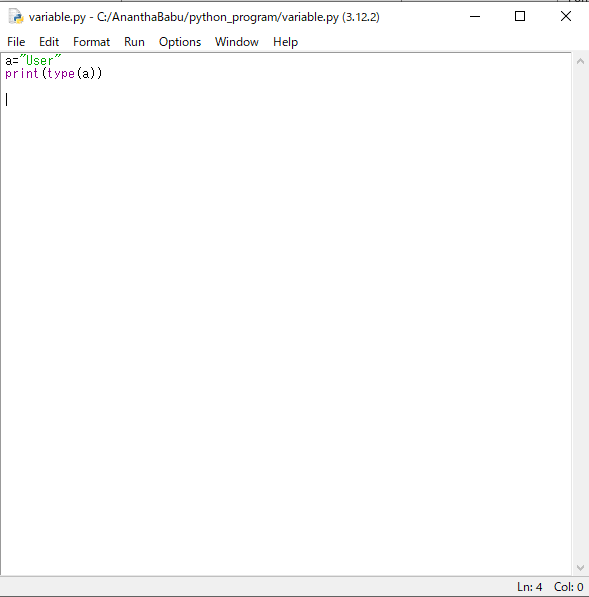 variable.py - C:/AnanthaBabu/python_program/variable.py (3.12.2)
File Edit Format Run Options Window Help
a="User"
print(type(a))
Ln: 4 Col: 0